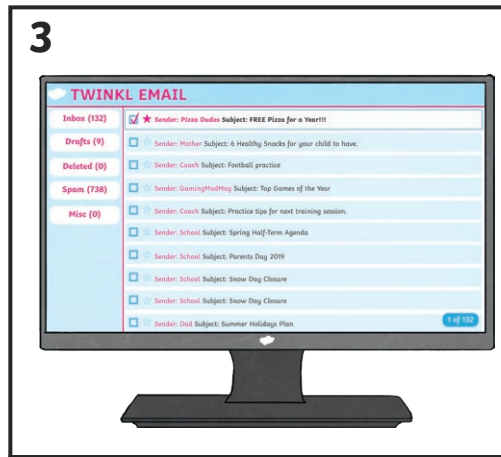 3
TWINKL EMAIL
Inbox (132)
Drafts (9)
Deleted (0)
Spam (738)
Misc (0)
Sender: Pizza Dudes Subject: FREE Pizza for a Year!!!
Sender: Mother Subject: 6 Healthy Snacks for your child to have.
Sender: Coach Subject: Football practice
Sender: GamingMadMag Subject: Top Games of the Year
Sender: Coach Subject: Practice tips for next training session.
Sender: School Subject: Spring Half-Term Agenda
Sender: School Subject: Parents Day 2019
Sender: School Subject: Snow Day Closure
Sender: School Subject: Snow Day Closure
Sender: Dad Subject: Summer Holidays Plan
1 of 132